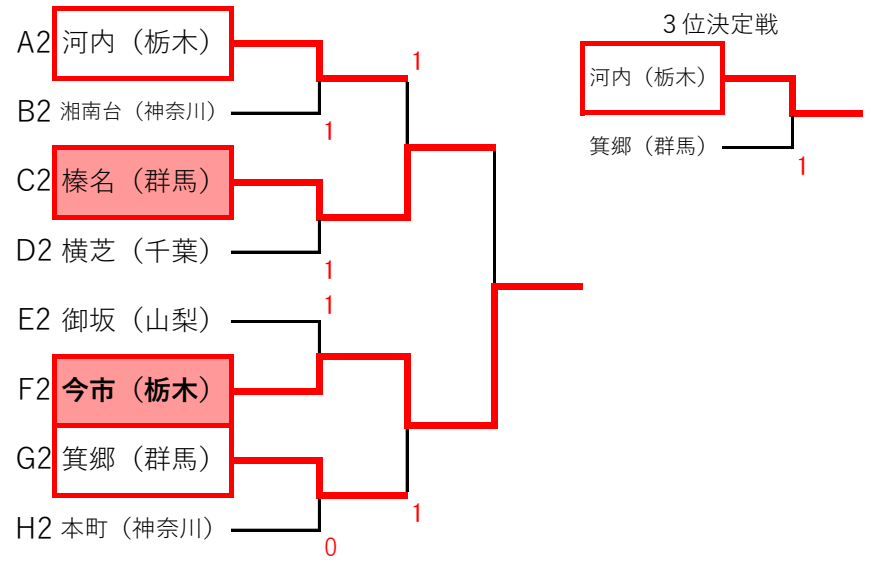 ３位決定戦
A2 河内（栃木）
1
河内（栃木）
B2 湘南台（神奈川）
1
箕郷（群馬）
1
C2 榛名（群馬）
D2 横芝（千葉）
1
1
E2 御坂（山梨）
F2 今市（栃木）
G2 箕郷（群馬）
1
H2 本町（神奈川）
0